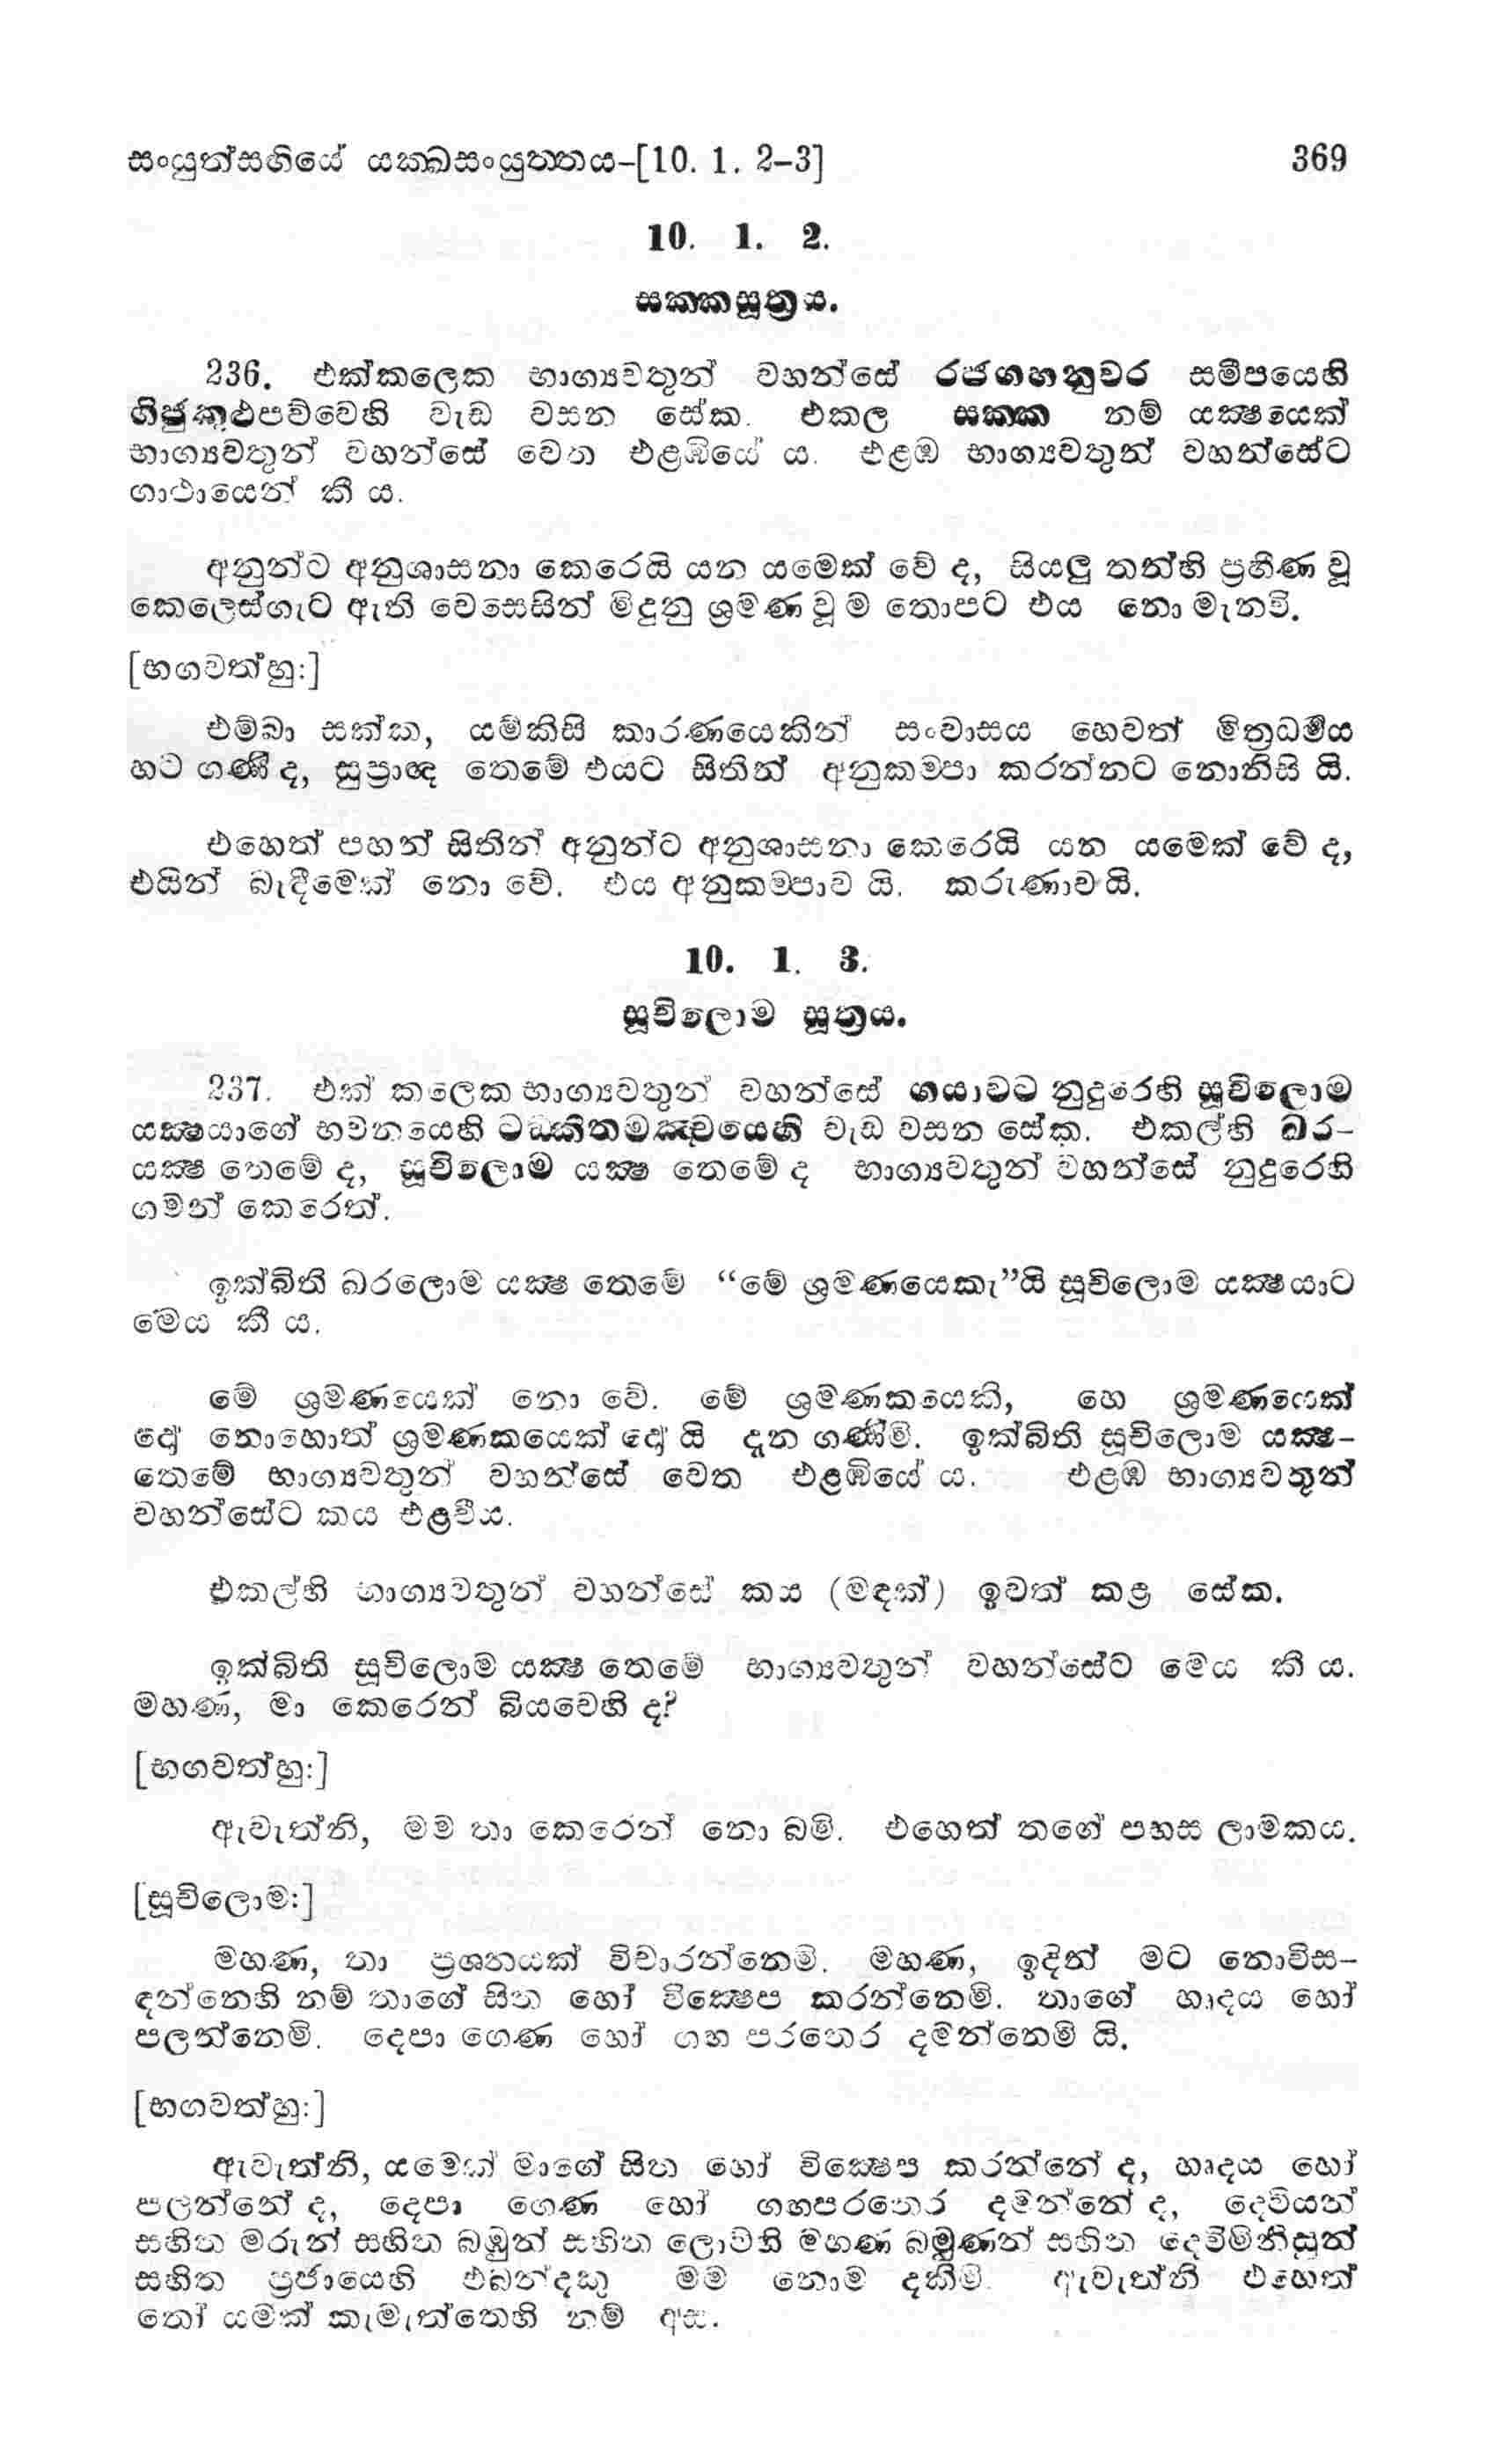 සංයුත්සඟියේ යක්ඛසංයුත්තය-[10. 1. 2-3] 369
10. 1. 2.
සක්කසූත්‍රය.
236. එක්කලෙක භාග්‍යවතුන් වහන්සේ රජගහනුවර සමීපයෙහි
ගිජුකුළුපව්වෙහි වැඩ වසන සේක. එකල සක්ක නම් යක්ෂයෙක්
භාග්‍යවතුන් වහන්සේ වෙත එළඹියේ ය. එළඹ භාග්‍යවතුන් වහන්සේට
ගාථායෙන් කී ය.
අනුන්ට අනුශාසනා කෙරෙයි යන යමෙක් වේ ද, සියලු තන්හි ප්‍රහීණ වූ
කෙලෙස්ගැට ඇති වෙසෙසින් මිදුනු ශ්‍රමණ වූ ම තොපට එය නො මැනවි.
[භගවත්හු:]
එම්බා සක්ක, යම්කිසි කාරණයෙකින් සංවාසය හෙවත් මිත්‍රධර්මය
හට ගණී ද, සුප්‍රාඥ තෙමේ එයට සිතින් අනුකම්පා කරන්නට නොනිසි යි.
එහෙත් පහන් සිතින් අනුන්ට අනුශාසනා කෙරෙයි යන යමෙක් වේ ද,
එයින් බැදීමෙක් නො වේ. එය අනුකම්පාව යි. කරුණාව යි.
10. 1. 3.
සූචිලොම සූත්‍රය.
237. එක් කලෙක භාග්‍යවතුන් වහන්සේ ගයාවට නුදුරෙහි සූචිලොම
යක්ෂයාගේ භවනයෙහි ටඞ්කිතමඤ්චයෙහි වැඩ වසන සේක. එකල්හි ඛර-
යක්ෂ තෙමේ ද, සූචිලොම යක්ෂ තෙමේ ද භාග්‍යවතුන් වහන්සේ නුදුරෙහි
ගමන් කෙරෙත්.
ඉක්බිති ඛරලොම යක්ෂ තෙමේ “මේ ශ්‍රමණයෙකැ”යි සූචිලොම යක්ෂයාට
මෙය කී ය.
මේ ශ්‍රමණයෙක් නො වේ. මේ ශ්‍රමණකයෙකි, හෙ ශ්‍රමණයෙක්
දෝ නොහොත් ශ්‍රමණකයෙක් දෝ යි දැන ගණිමි. ඉක්බිති සූචිලොම යක්ෂ-
තෙමේ භාග්‍යවතුන් වහන්සේ වෙත එළඹියේ ය. එළඹ භාග්‍යවතුන්
වහන්සේට කය එළවීය.
එකල්හි භාග්‍යවතුන් වහන්සේ කය (මඳක්) ඉවත් කළ සේක.
ඉක්බිති සූචිලොම යක්ෂ තෙමේ භාග්‍යවතුන් වහන්සේට මෙය කී ය.
මහණ, මා කෙරෙන් බියවෙහි ද?
[භගවත්හු:]
ඇවැත්නි, මම තා කෙරෙන් නො බමි. එහෙත් තගේ පහස ලාමකය.
[සූචිලොම:]
මහණ, තා ප්‍රශ්නයක් විචාරන්නෙමි. මහණ, ඉදින් මට නොවිස-
ඳන්නෙහි නම් තාගේ සිත හෝ වික්ෂෙප කරන්නෙමි. තාගේ හෘදය හෝ
පලන්නෙමි. දෙපා ගෙණ හෝ ගඟ පරතෙර දමන්නෙමි යි.
[භගවත්හු:]
ඇවැත්නි, යමෙක් මාගේ සිත හෝ වික්ෂෙප කරන්නේ ද, හෘදය හෝ
පලන්නේ ද, දෙපා ගෙණ හෝ ගඟපරතෙර දමන්නේ ද, දෙවියන්
සහිත මරුන් සහිත බඹුන් සහිත ලොවහි මහණ බමුණන් සහිත දෙව්මිනිසුන්
සහිත ප්‍රජායෙහි එබන්දකු මම නොම දකිමි. ඇවැත්නි එහෙත්
තෝ යමක් කැමැත්තෙහි නම් අස.